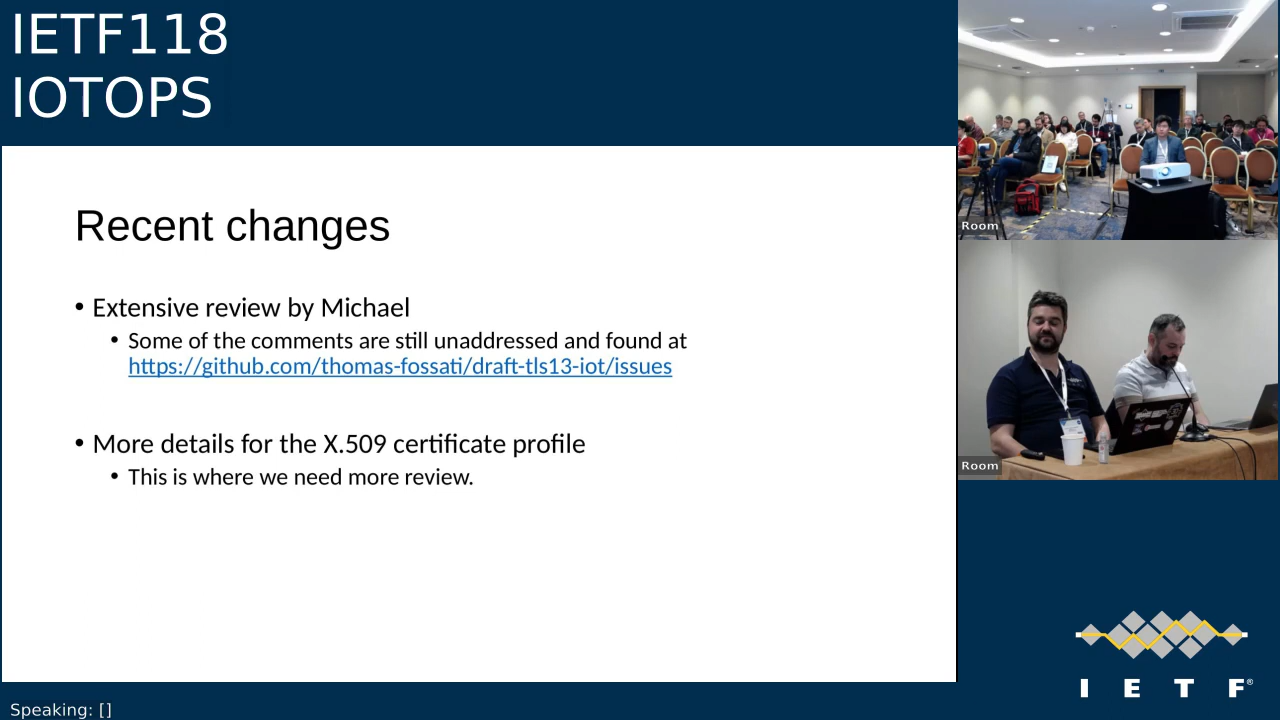 IETF118
IOTOPS
Recent changes
• Extensive review by Michael
• Some of the comments are still unaddressed and found at
https://github.com/thomas-fossati/draft-tls13-iot/issues
• More details for the X.509 certificate profile
• This is where we need more review.
Room
Room
I E T F®
Speaking: []